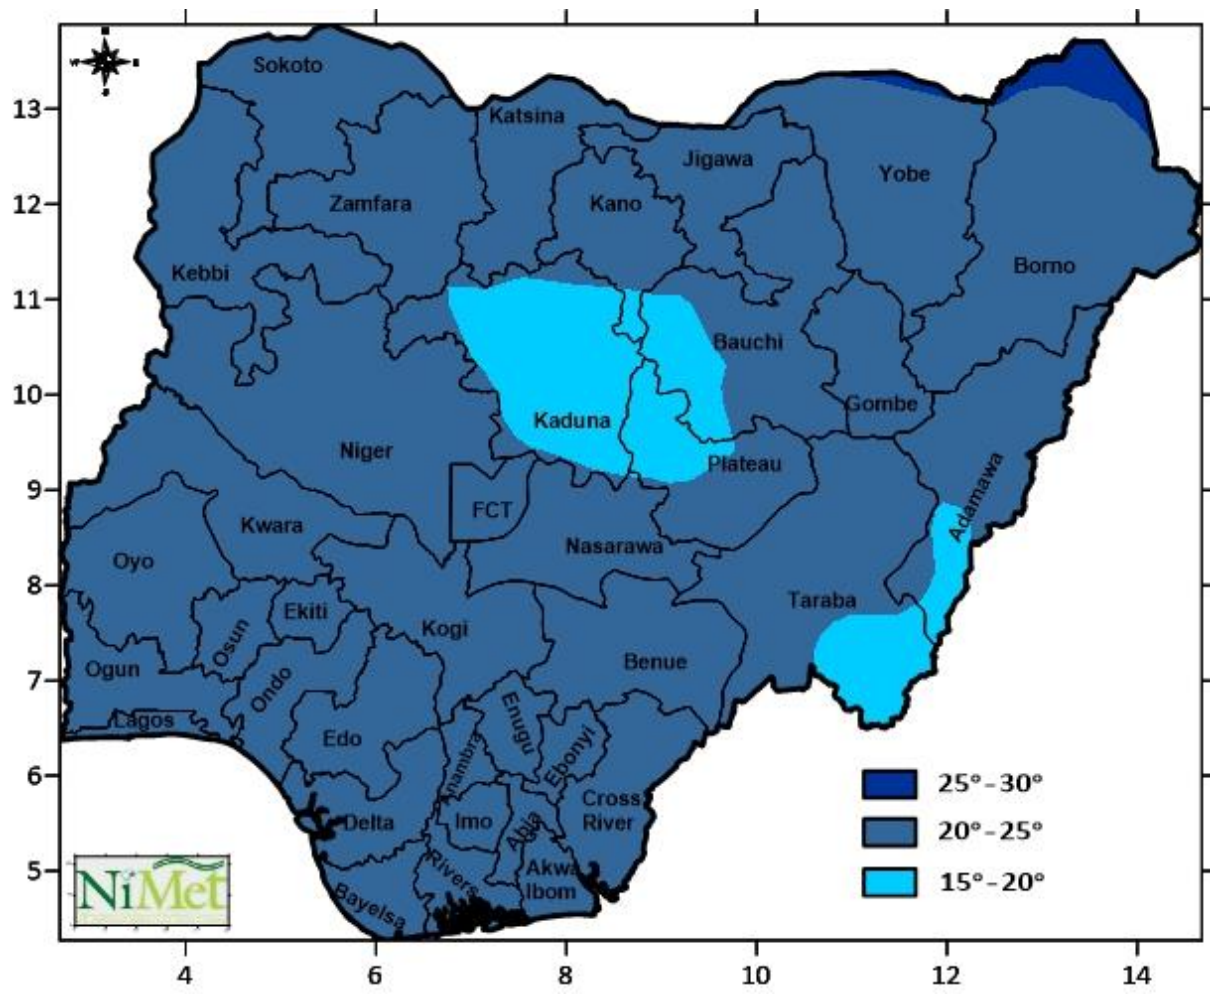 Sokoto
13
Katsina
Jigawa
Yobe
12
Zamfara
Kano
Kebbi
Borno
11
Bauchi
10
Gombe
Kaduna
Niger
Plateau
9
FCT
Adamawa
Kwara
Nasarawa
Oyo
8
Taraba
Ekiti
Osun
Kogi
Benue
Ogun
7
Ondo
Lagos
Enugu
Edo
Anambra
Ebonyi
6
25°-30°
Cross
River
Delta
Imo
Abia
20°-25°
5
Rivers
Akwa
Ibom
15°-20°
NiMet
Bayelsa
4
6
8
10
12
14